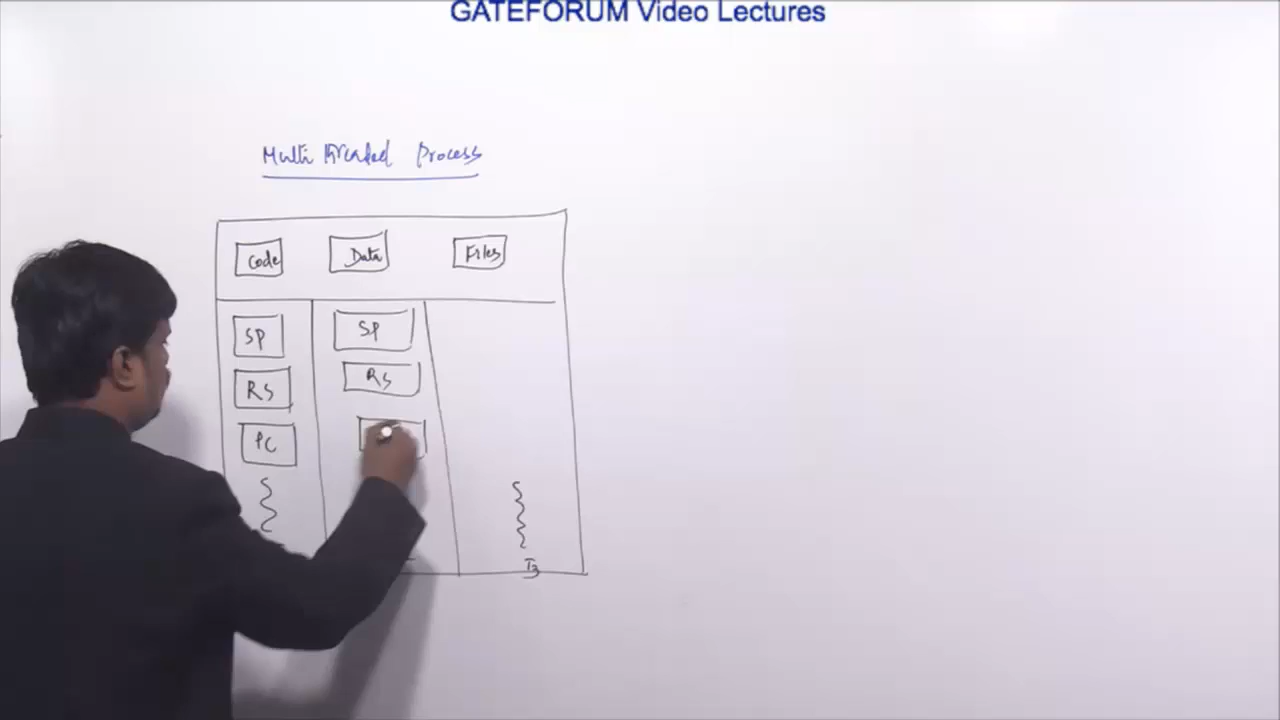 GATEFORUM Video Lectures
Multi threaded Process
Code Data Files
SP SP
RS RS
PC
T3